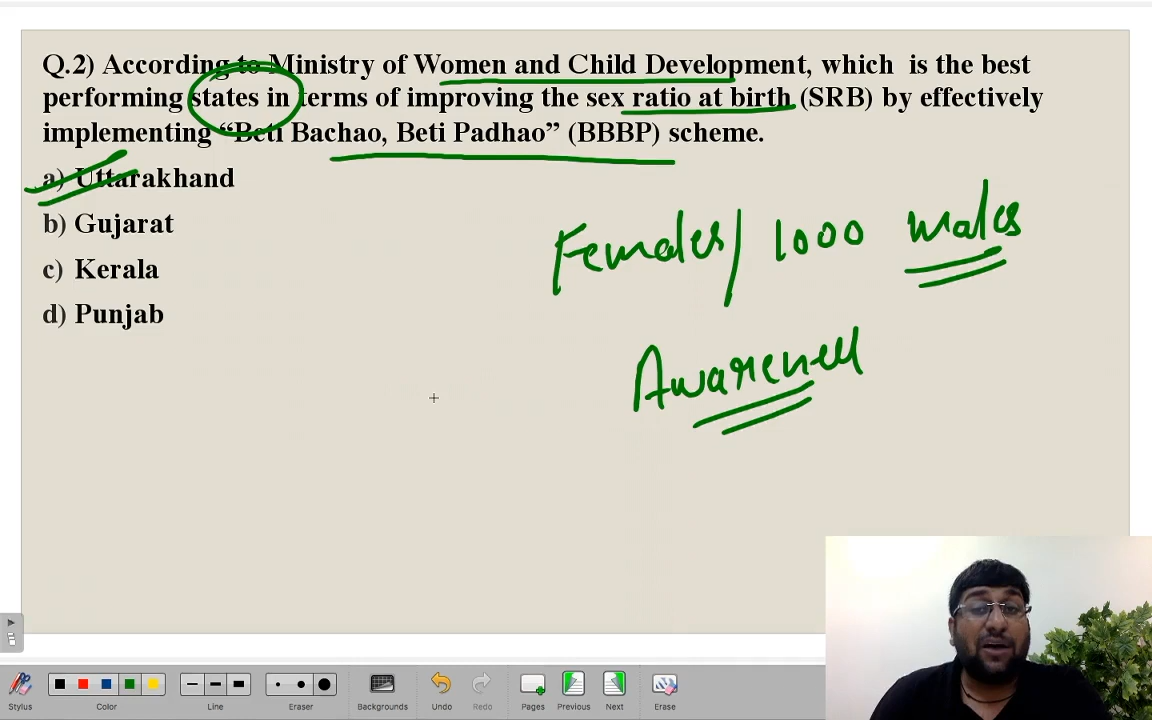 Q.2) According to Ministry of Women and Child Development, which is the best
performing states in terms of improving the sex ratio at birth (SRB) by effectively
implementing “Beti Bachao, Beti Padhao” (BBBP) scheme.
a) Uttarakhand
b) Gujarat
c) Kerala
d) Punjab
Females/ 1000 males
Awareness
Stylus
Color
Line
Eraser
Backgrounds
Undo
Redo
Pages
Previous
Next
Erase